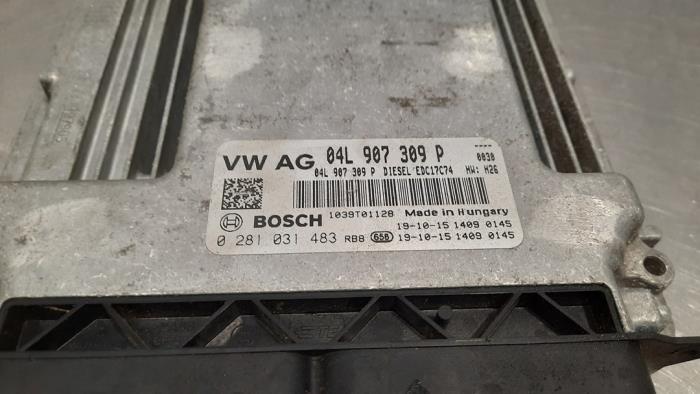 VW AG 04L 907 309 P ----
04L 907 309 P DIESEL/EDC17C74 0030
HW: H26
BOSCH 1039T01128 Made in Hungary
19-10-15 1409 0145
0 281 031 483 RB8 656 19-10-15 1409 0145